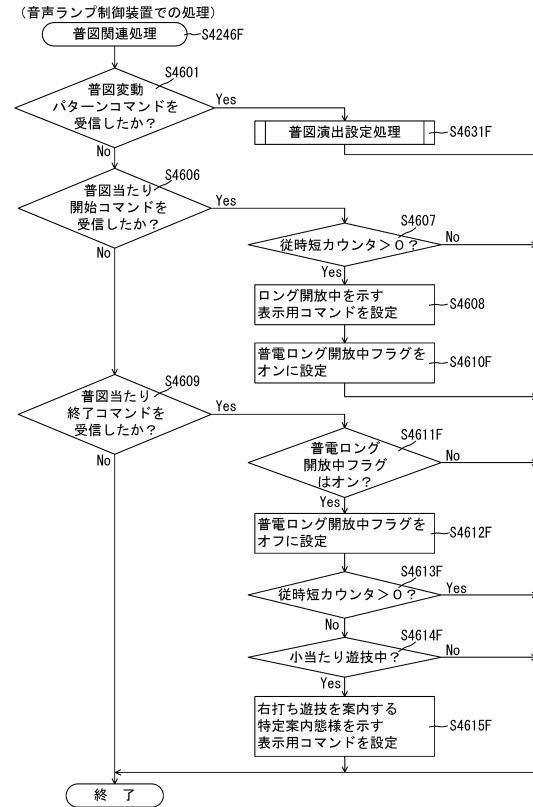 (音声ランプ制御装置での処理)
普図関連処理
S4246F
S4601
普図変動
パターンコマンドを
受信したか？
Yes
No
普図演出設定処理
S4631F
S4606
普図当たり
開始コマンドを
受信したか？
Yes
No
S4607
従時短カウンタ＞０？
No
Yes
ロング開放中を示す
表示用コマンドを設定
S4608
普電ロング開放中フラグを
オンに設定
S4610F
S4609
普図当たり
終了コマンドを
受信したか？
Yes
No
S4611F
普電ロング
開放中フラグ
はオン？
No
Yes
普電ロング開放中フラグを
オフに設定
S4612F
S4613F
従時短カウンタ＞０？
Yes
No
S4614F
小当たり遊技中？
No
Yes
右打ち遊技を案内する
特定案内態様を示す
表示用コマンドを設定
S4615F
終　了